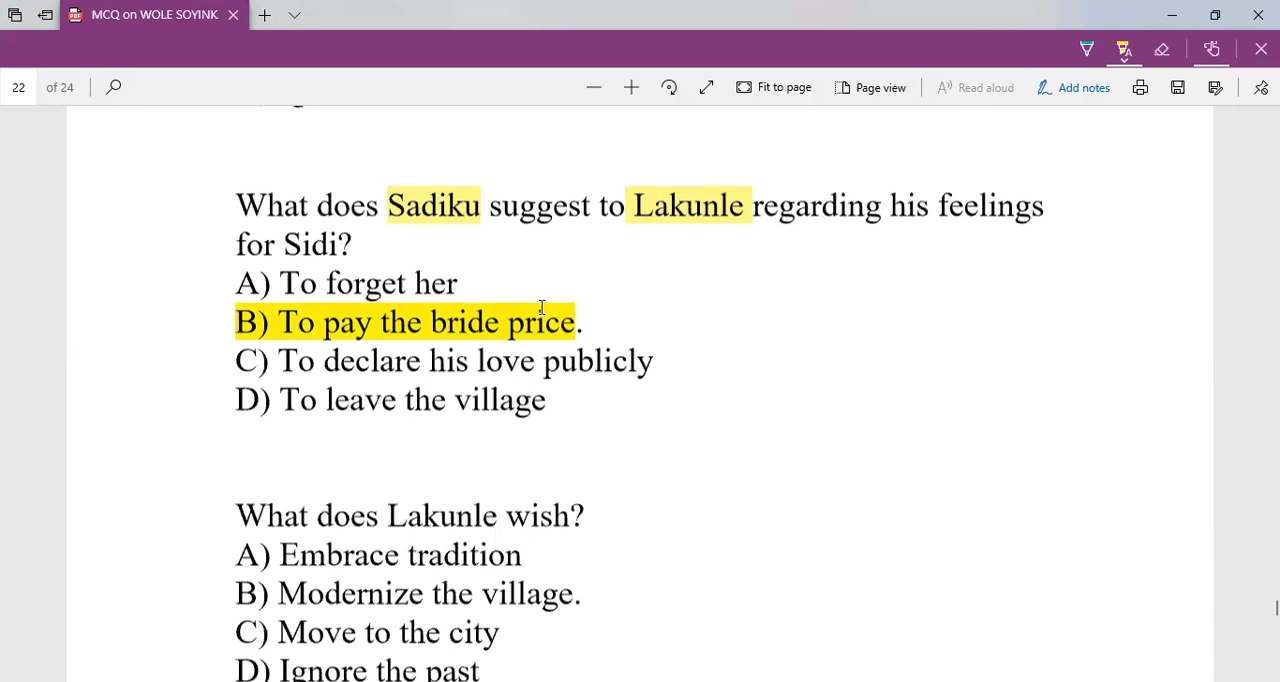 MCQ on WOLE SOYINK
22 of 24
Fit to page
Page view
Read aloud
Add notes
What does Sadiku suggest to Lakunle regarding his feelings
for Sidi?
A) To forget her
B) To pay the bride price.
C) To declare his love publicly
D) To leave the village
What does Lakunle wish?
A) Embrace tradition
B) Modernize the village.
C) Move to the city
D) Ignore the past